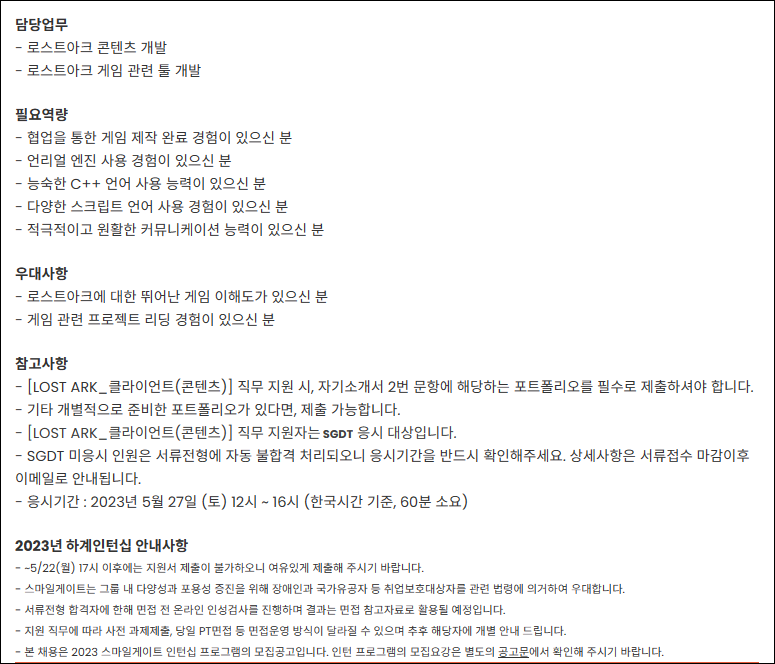 담당업무
- 로스트아크 콘텐츠 개발
- 로스트아크 게임 관련 툴 개발
필요역량
- 협업을 통한 게임 제작 완료 경험이 있으신 분
- 언리얼 엔진 사용 경험이 있으신 분
- 능숙한 C++ 언어 사용 능력이 있으신 분
- 다양한 스크립트 언어 사용 경험이 있으신 분
- 적극적이고 원활한 커뮤니케이션 능력이 있으신 분
우대사항
- 로스트아크에 대한 뛰어난 게임 이해도가 있으신 분
- 게임 관련 프로젝트 리딩 경험이 있으신 분
참고사항
- [LOST ARK_클라이언트(콘텐츠)] 직무 지원 시, 자기소개서 2번 문항에 해당하는 포트폴리오를 필수로 제출하셔야 합니다.
- 기타 개별적으로 준비한 포트폴리오가 있다면, 제출 가능합니다.
- [LOST ARK_클라이언트(콘텐츠)] 직무 지원자는 SGDT 응시 대상입니다.
- SGDT 미응시 인원은 서류전형에 자동 불합격 처리되오니 응시기간을 반드시 확인해주세요. 상세사항은 서류접수 마감이후
이메일로 안내됩니다.
- 응시기간 : 2023년 5월 27일 (토) 12시 ~ 16시 (한국시간 기준, 60분 소요)
2023년 하계인턴십 안내사항
- ~5/22(월) 17시 이후에는 지원서 제출이 불가하오니 여유있게 제출해 주시기 바랍니다.
- 스마일게이트는 그룹 내 다양성과 포용성 증진을 위해 장애인과 국가유공자 등 취업보호대상자를 관련 법령에 의거하여 우대합니다.
- 서류전형 합격자에 한해 면접 전 온라인 인성검사를 진행하며 결과는 면접 참고자료로 활용될 예정입니다.
- 지원 직무에 따라 사전 과제제출, 당일 PT면접 등 면접운영 방식이 달라질 수 있으며 추후 해당자에 개별 안내 드립니다.
- 본 채용은 2023 스마일게이트 인턴십 프로그램의 모집공고입니다. 인턴 프로그램의 모집요강은 별도의 공고문에서 확인해 주시기 바랍니다.